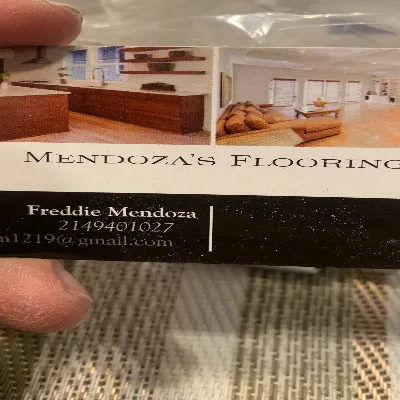 MENDOZA'S FLOORING
Freddie Mendoza
2149401027
m1219@gmail.com